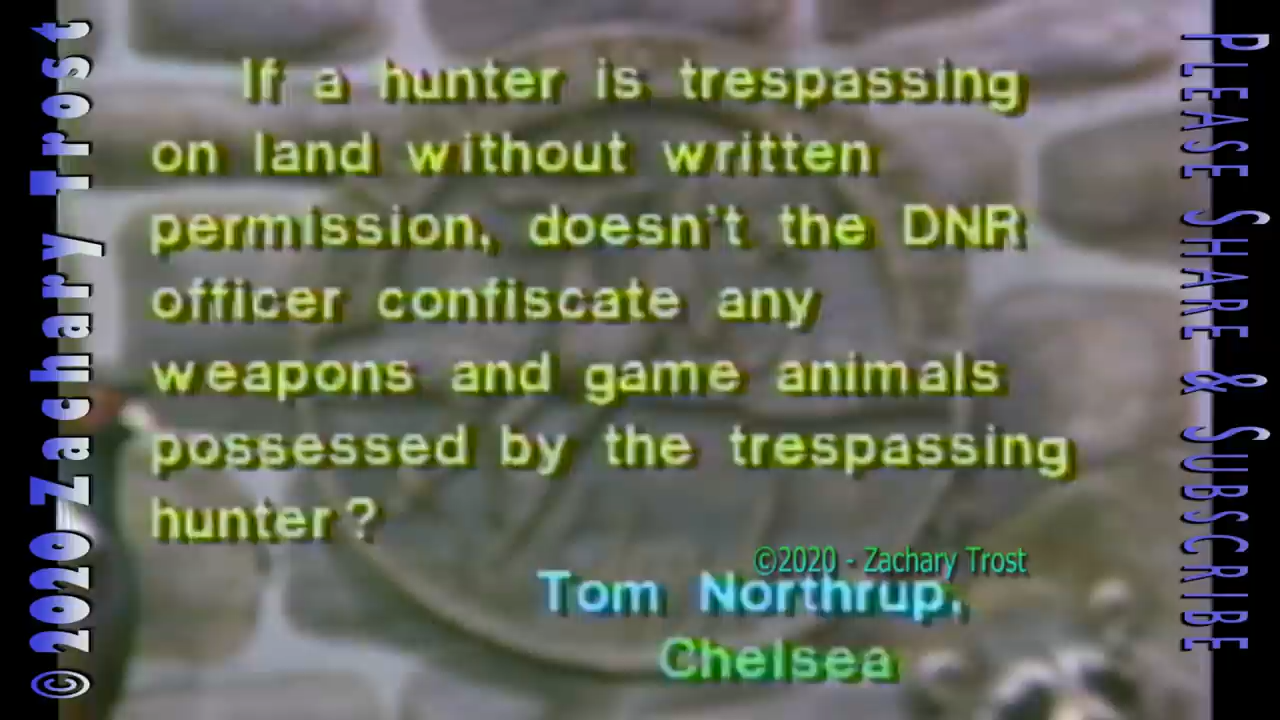 ©2020 Zachary Trost
If a hunter is trespassing
on land without written
permission, doesn't the DNR
officer confiscate any
weapons and game animals
possessed by the trespassing
hunter?
©2020 - Zachary Trost
Tom Northrup,
Chelsea
Please Share & Subscribe